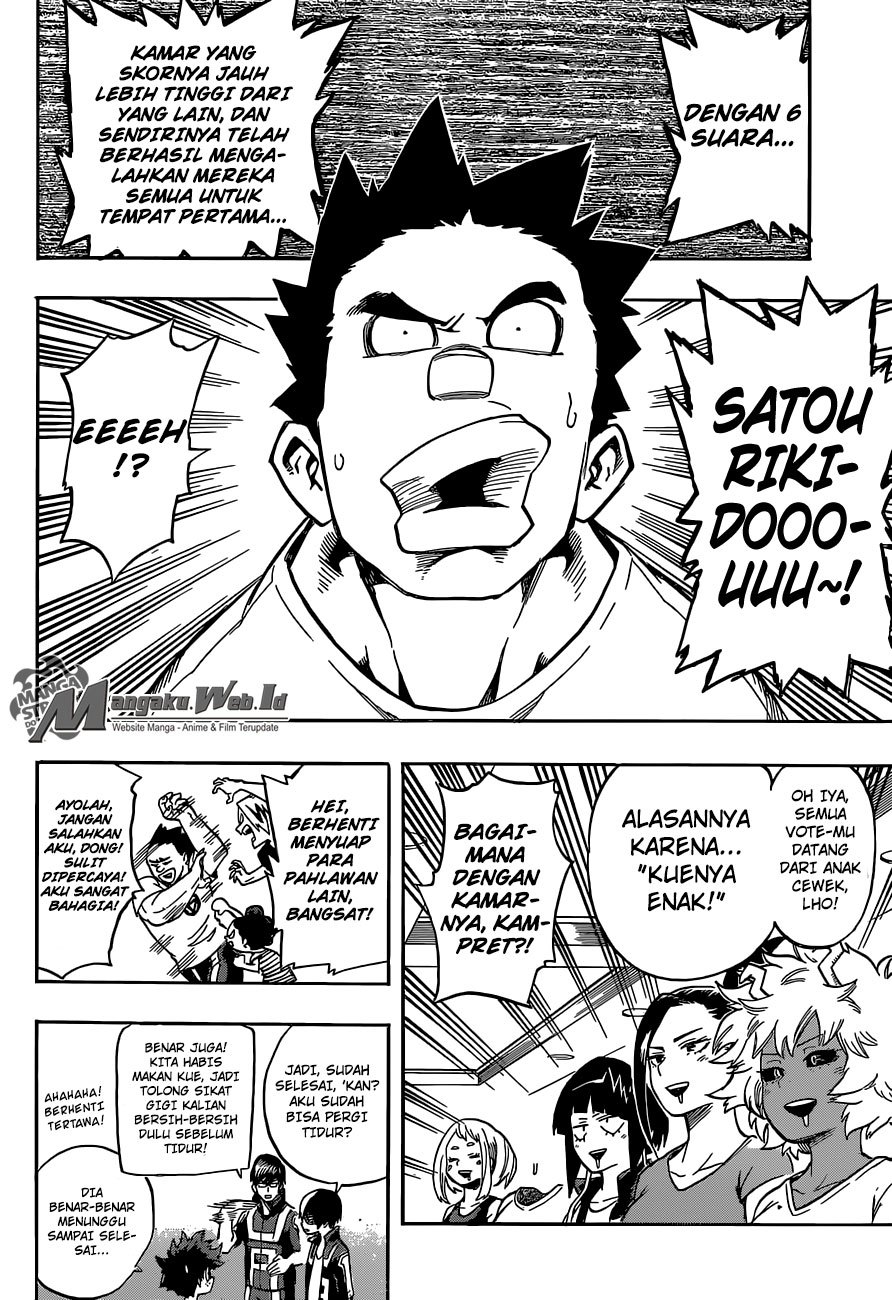 DENGAN 6
SUARA...
KAMAR YANG
SKORNYA JAUH
LEBIH TINGGI DARI
YANG LAIN, DAN
SENDIRINYA TELAH
BERHASIL MENGA-
LAHKAN MEREKA
SEMUA UNTUK
TEMPAT PERTAMA...
SATOU
RIKI-
DOOO-
UUU~!
EEEEH
!?
MANGA
Mangaku.Web.Id
Website Manga - Anime & Film Terupdate
OH IYA,
SEMUA
VOTE-MU
DATANG
DARI ANAK
CEWEK,
LHO!
ALASANNYA
KARENA...
"KUENYA
ENAK!"
BAGAI-
MANA
DENGAN
KAMAR-
NYA, KAM-
PRET?!
HEI,
BERHENTI
MENYUAP
PARA
PAHLAWAN
LAIN,
BANGSAT!
AYOLAH,
JANGAN
SALAHKAN
AKU, DONG!
SULIT
DIPERCAYA!
AKU SANGAT
BAHAGIA!
JADI, SUDAH
SELESAI, 'KAN?
AKU SUDAH
BISA PERGI
TIDUR?
BENAR JUGA!
KITA HABIS
MAKAN KUE, JADI
TOLONG SIKAT
GIGI KALIAN
BERSIH-BERSIH
DULU SEBELUM
TIDUR!
AHAHAHA!
BERHENTI
TERTAWA!
DIA
BENAR-BENAR
MENUNGGU
SAMPAI SELE-
SAI...